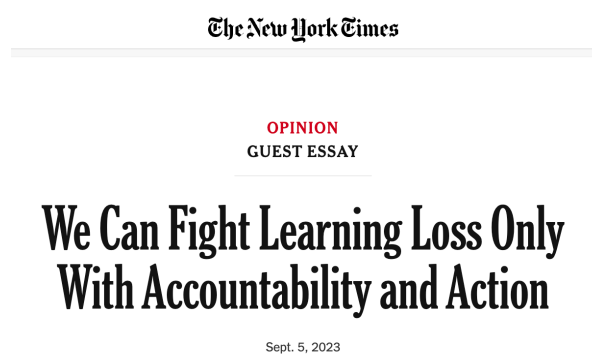 The New York Times
OPINION
GUEST ESSAY
We Can Fight Learning Loss Only
With Accountability and Action
Sept. 5, 2023